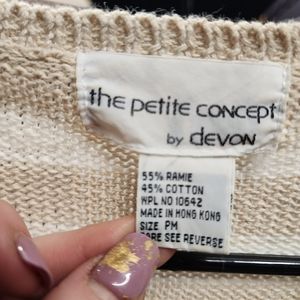 the petite concept
by devon
55% RAMIE
45% COTTON
WPL NO 10642
MADE IN HONG KONG
SIZE PM
CARE SEE REVERSE